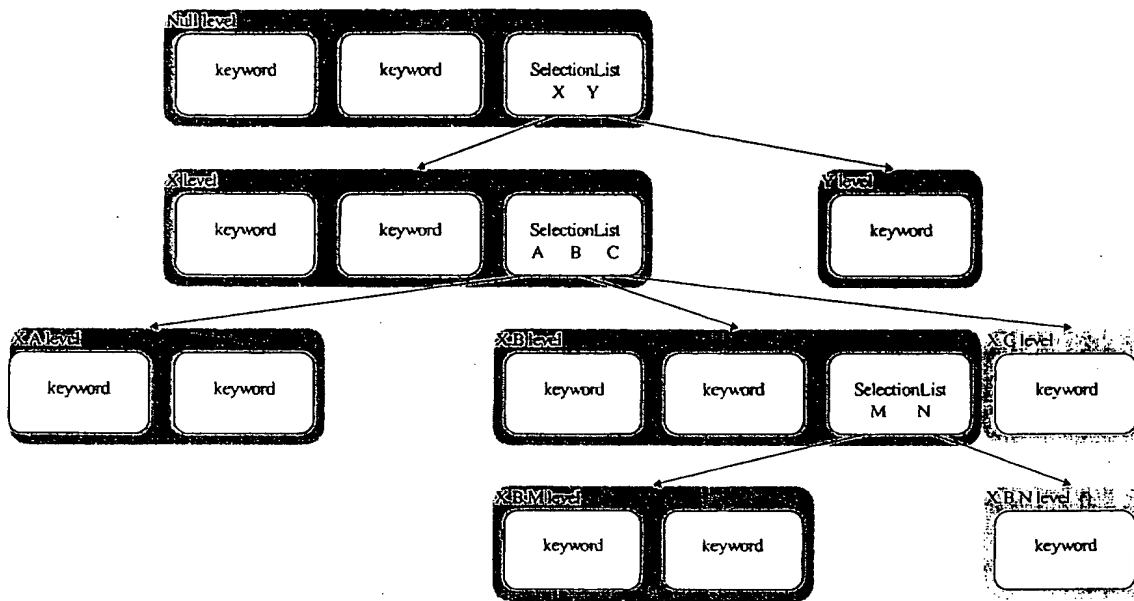 Null level
keyword keyword SelectionList
X Y
X level
Y level
keyword keyword SelectionList
A B C
keyword
X.A level
X.B level
X.C level
keyword keyword
keyword keyword SelectionList
M N
keyword
X.B.M level
X.B.N level
keyword keyword
keyword